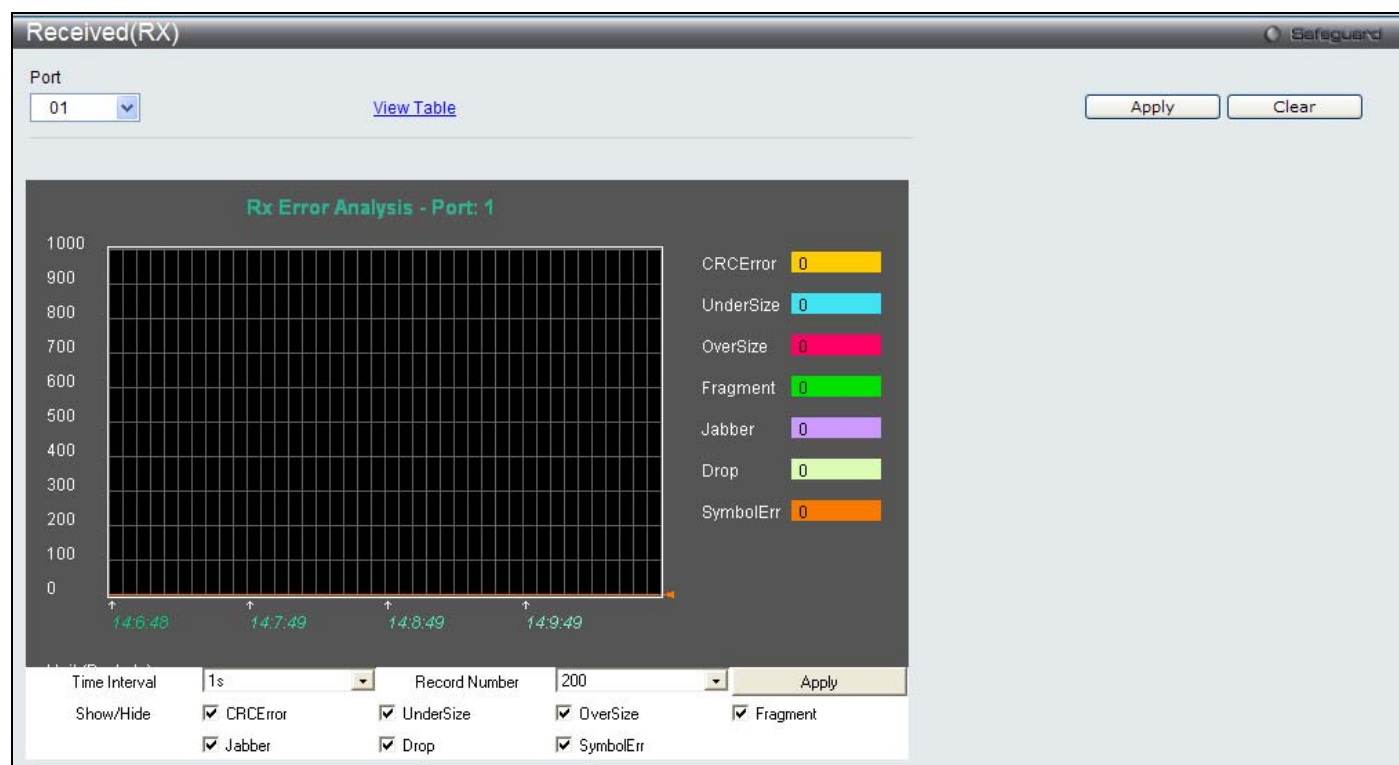 Received(RX)
Safeguard
Port
01
View Table
Apply
Clear
Rx Error Analysis - Port: 1
1000
900
800
700
600
500
400
300
200
100
0
14:6:48
14:7:49
14:8:49
14:9:49
CRCError 0
UnderSize 0
OverSize 0
Fragment 0
Jabber 0
Drop 0
SymbolErr 0
Time Interval 1s Record Number 200 Apply
Show/Hide CRCError UnderSize OverSize Fragment
Jabber Drop SymbolErr